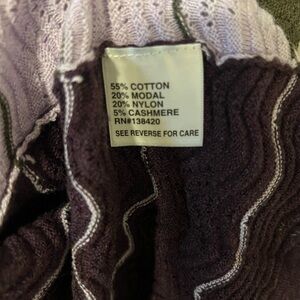 55% COTTON
20% MODAL
20% NYLON
5% CASHMERE
RN#138420
SEE REVERSE FOR CARE